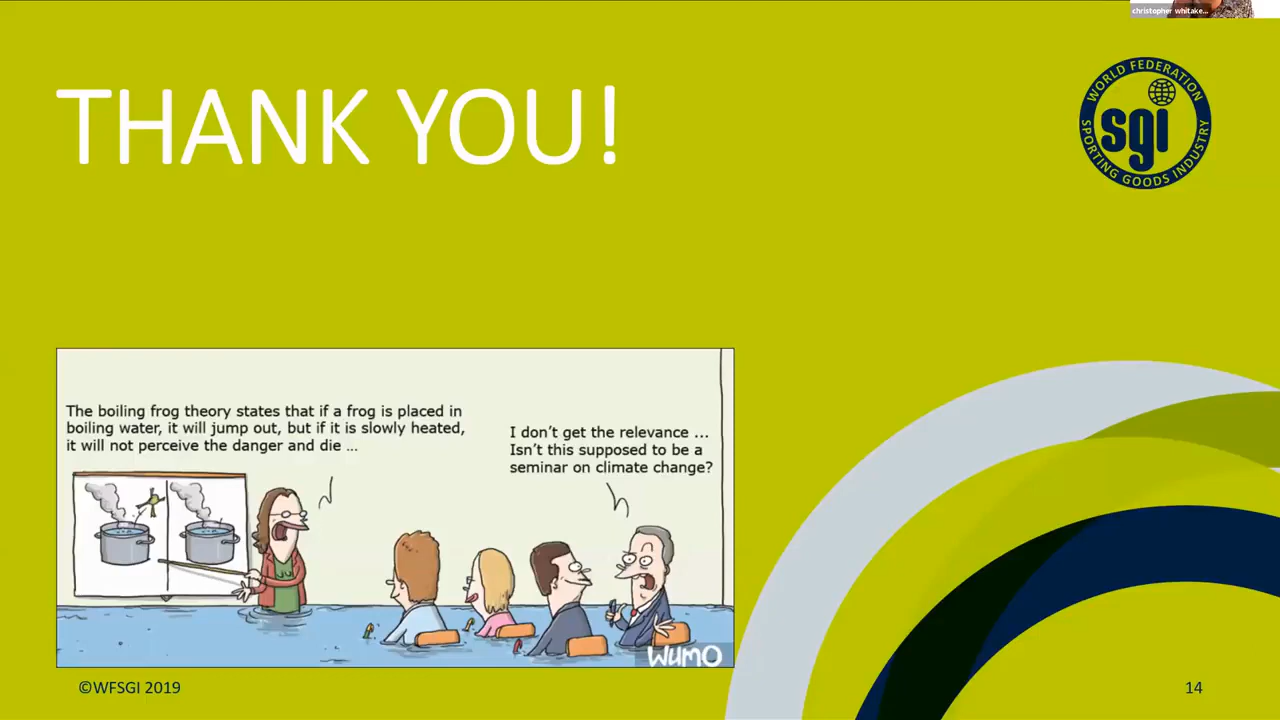 christopher whitake...
THANK YOU!
WORLD FEDERATION
sgi
SPORTING GOODS INDUSTRY
The boiling frog theory states that if a frog is placed in
boiling water, it will jump out, but if it is slowly heated,
it will not perceive the danger and die ...
I don't get the relevance ...
Isn't this supposed to be a
seminar on climate change?
WUMO
©WFSGI 2019
14